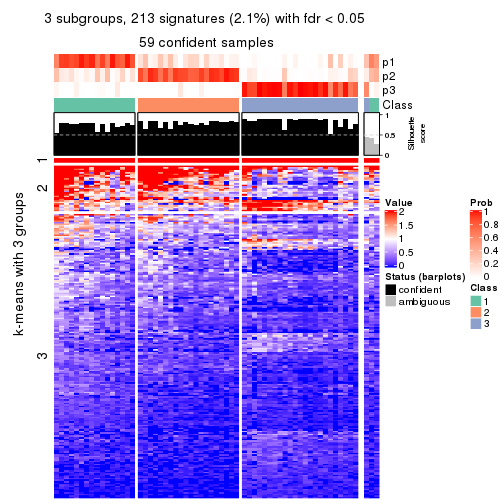 3 subgroups, 213 signatures (2.1%) with fdr < 0.05
59 confident samples
p1
p2
p3
Class
1
0.5
0
Silhouette
score
k-means with 3 groups
1
2
3
Value
2
1.5
1
0.5
0
Status (barplots)
confident
ambiguous
Prob
1
0.8
0.6
0.4
0.2
0
Class
1
2
3